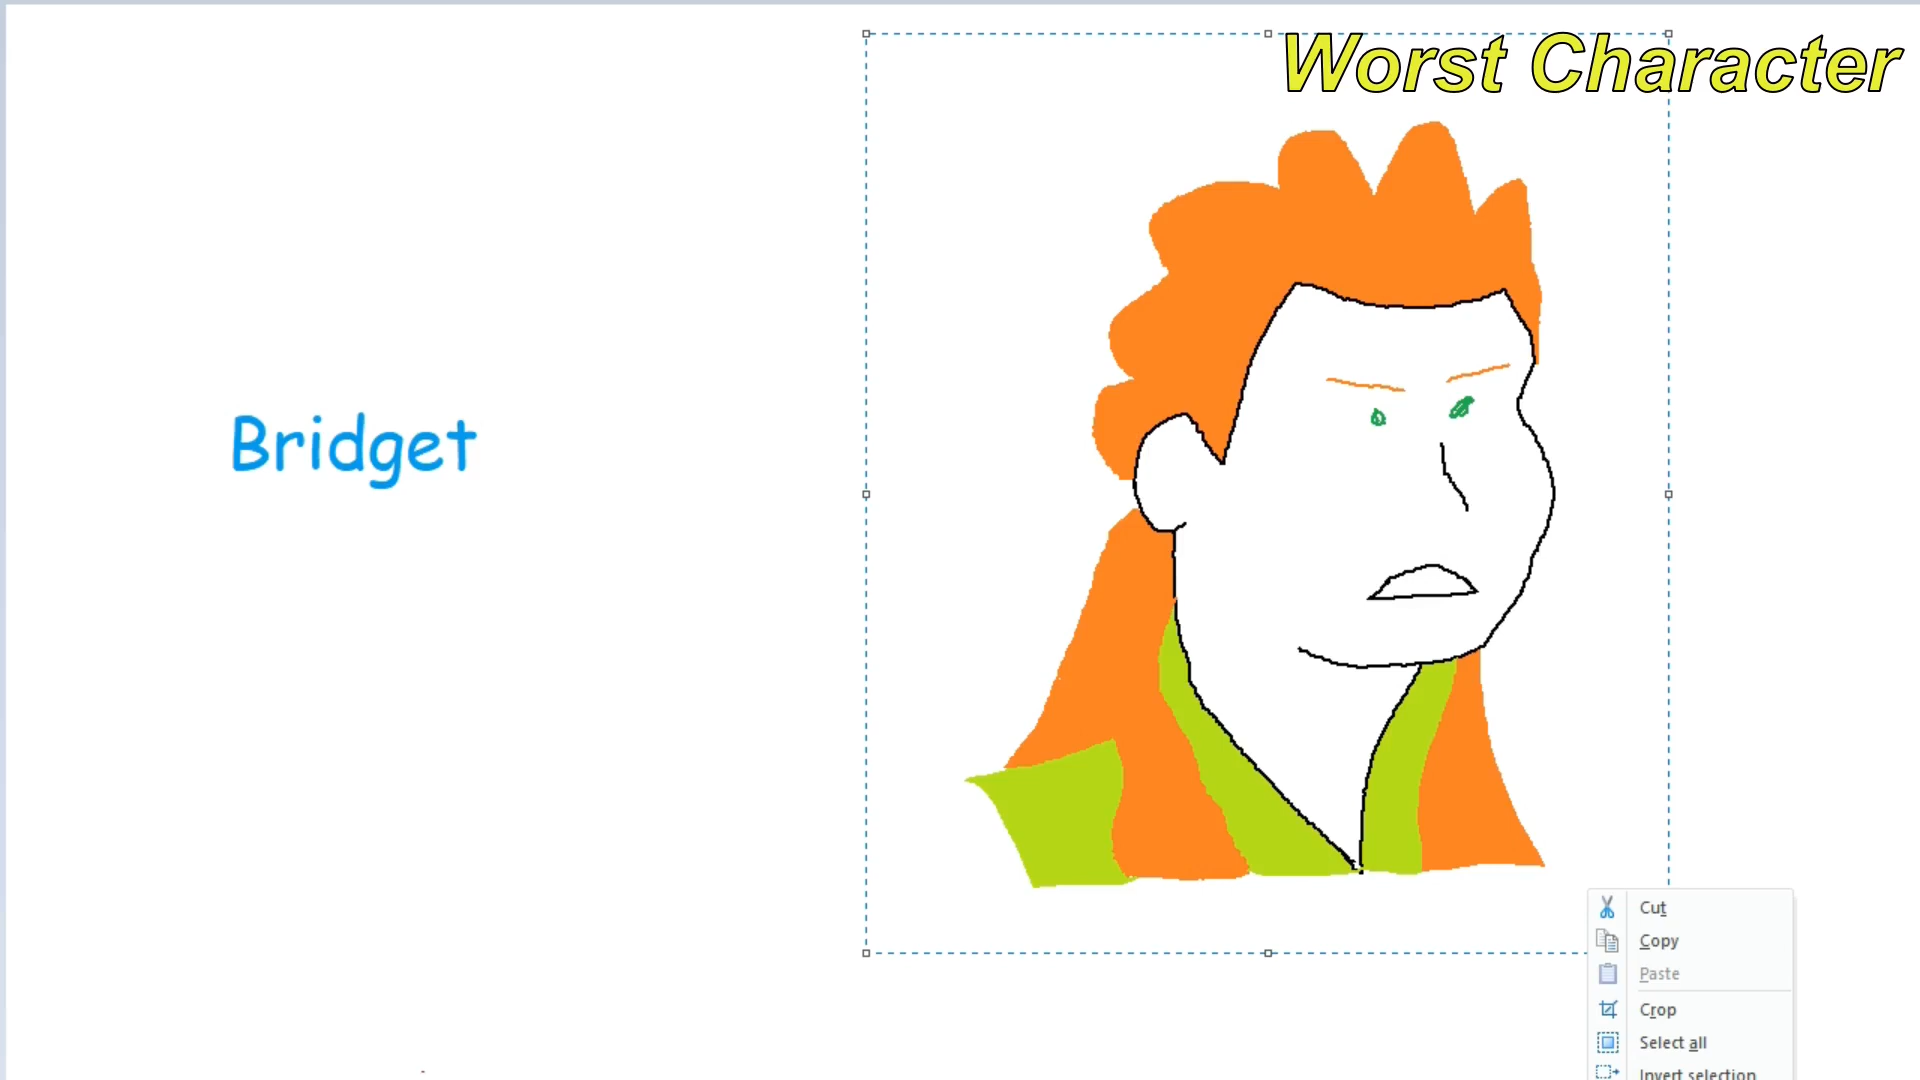 Worst Character
Bridget
Cut
Copy
Paste
Crop
Select all
Invert selection